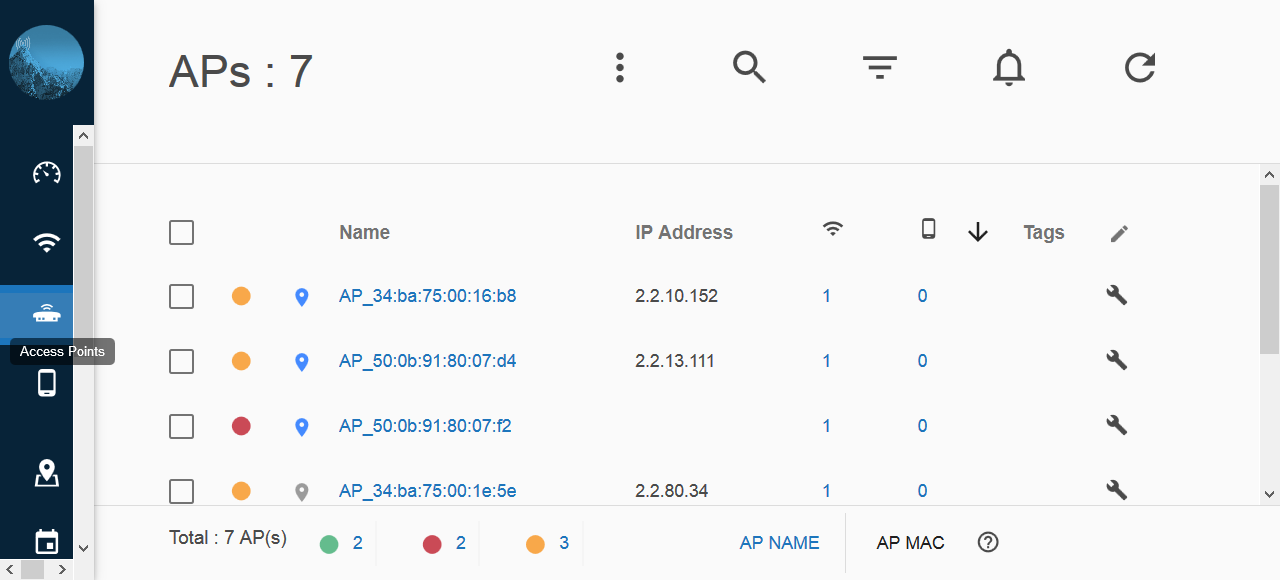 APs : 7
Name IP Address Tags
AP_34:ba:75:00:16:b8 2.2.10.152 1 0
Access Points
AP_50:0b:91:80:07:d4 2.2.13.111 1 0
AP_50:0b:91:80:07:f2 1 0
AP_34:ba:75:00:1e:5e 2.2.80.34 1 0
Total : 7 AP(s) 2 2 3 AP NAME AP MAC